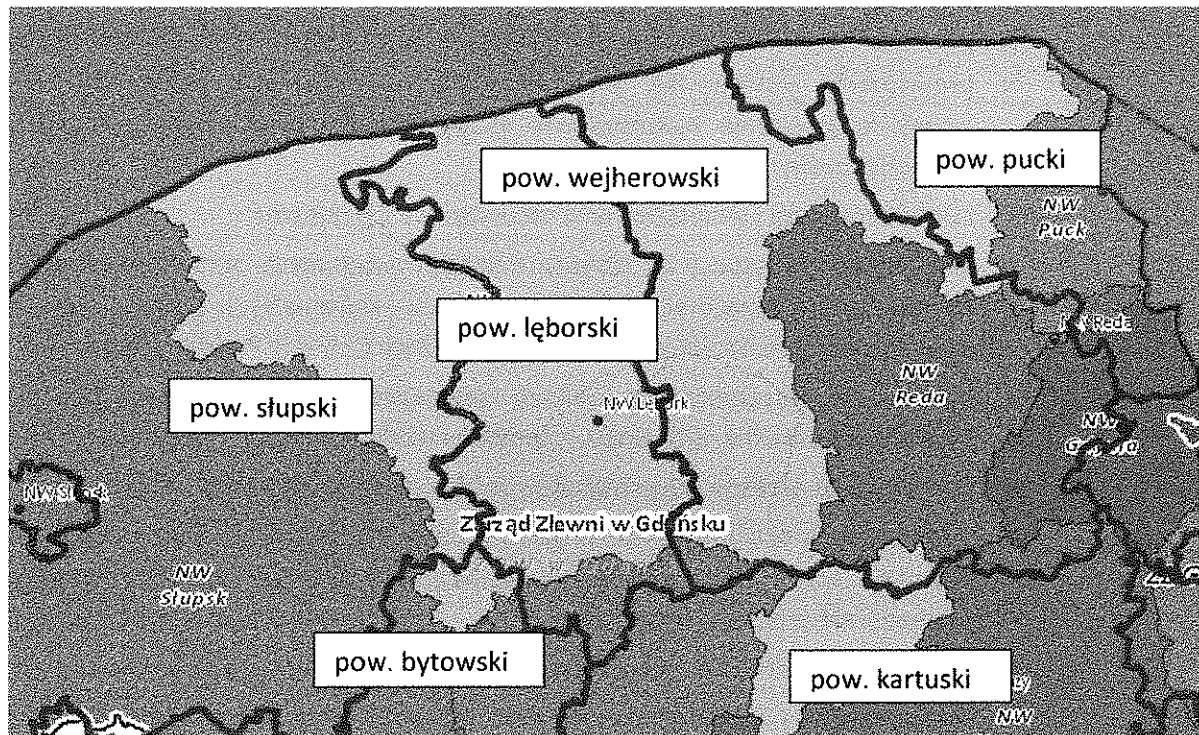 pow. pucki
pow. wejherowski
NW
Puck
pow. lęborski
NW
Reda
pow. słupski
NW
Zarząd Zlewni w Gdańsku
NW
Słupsk
pow. bytowski
pow. kartuski
NW